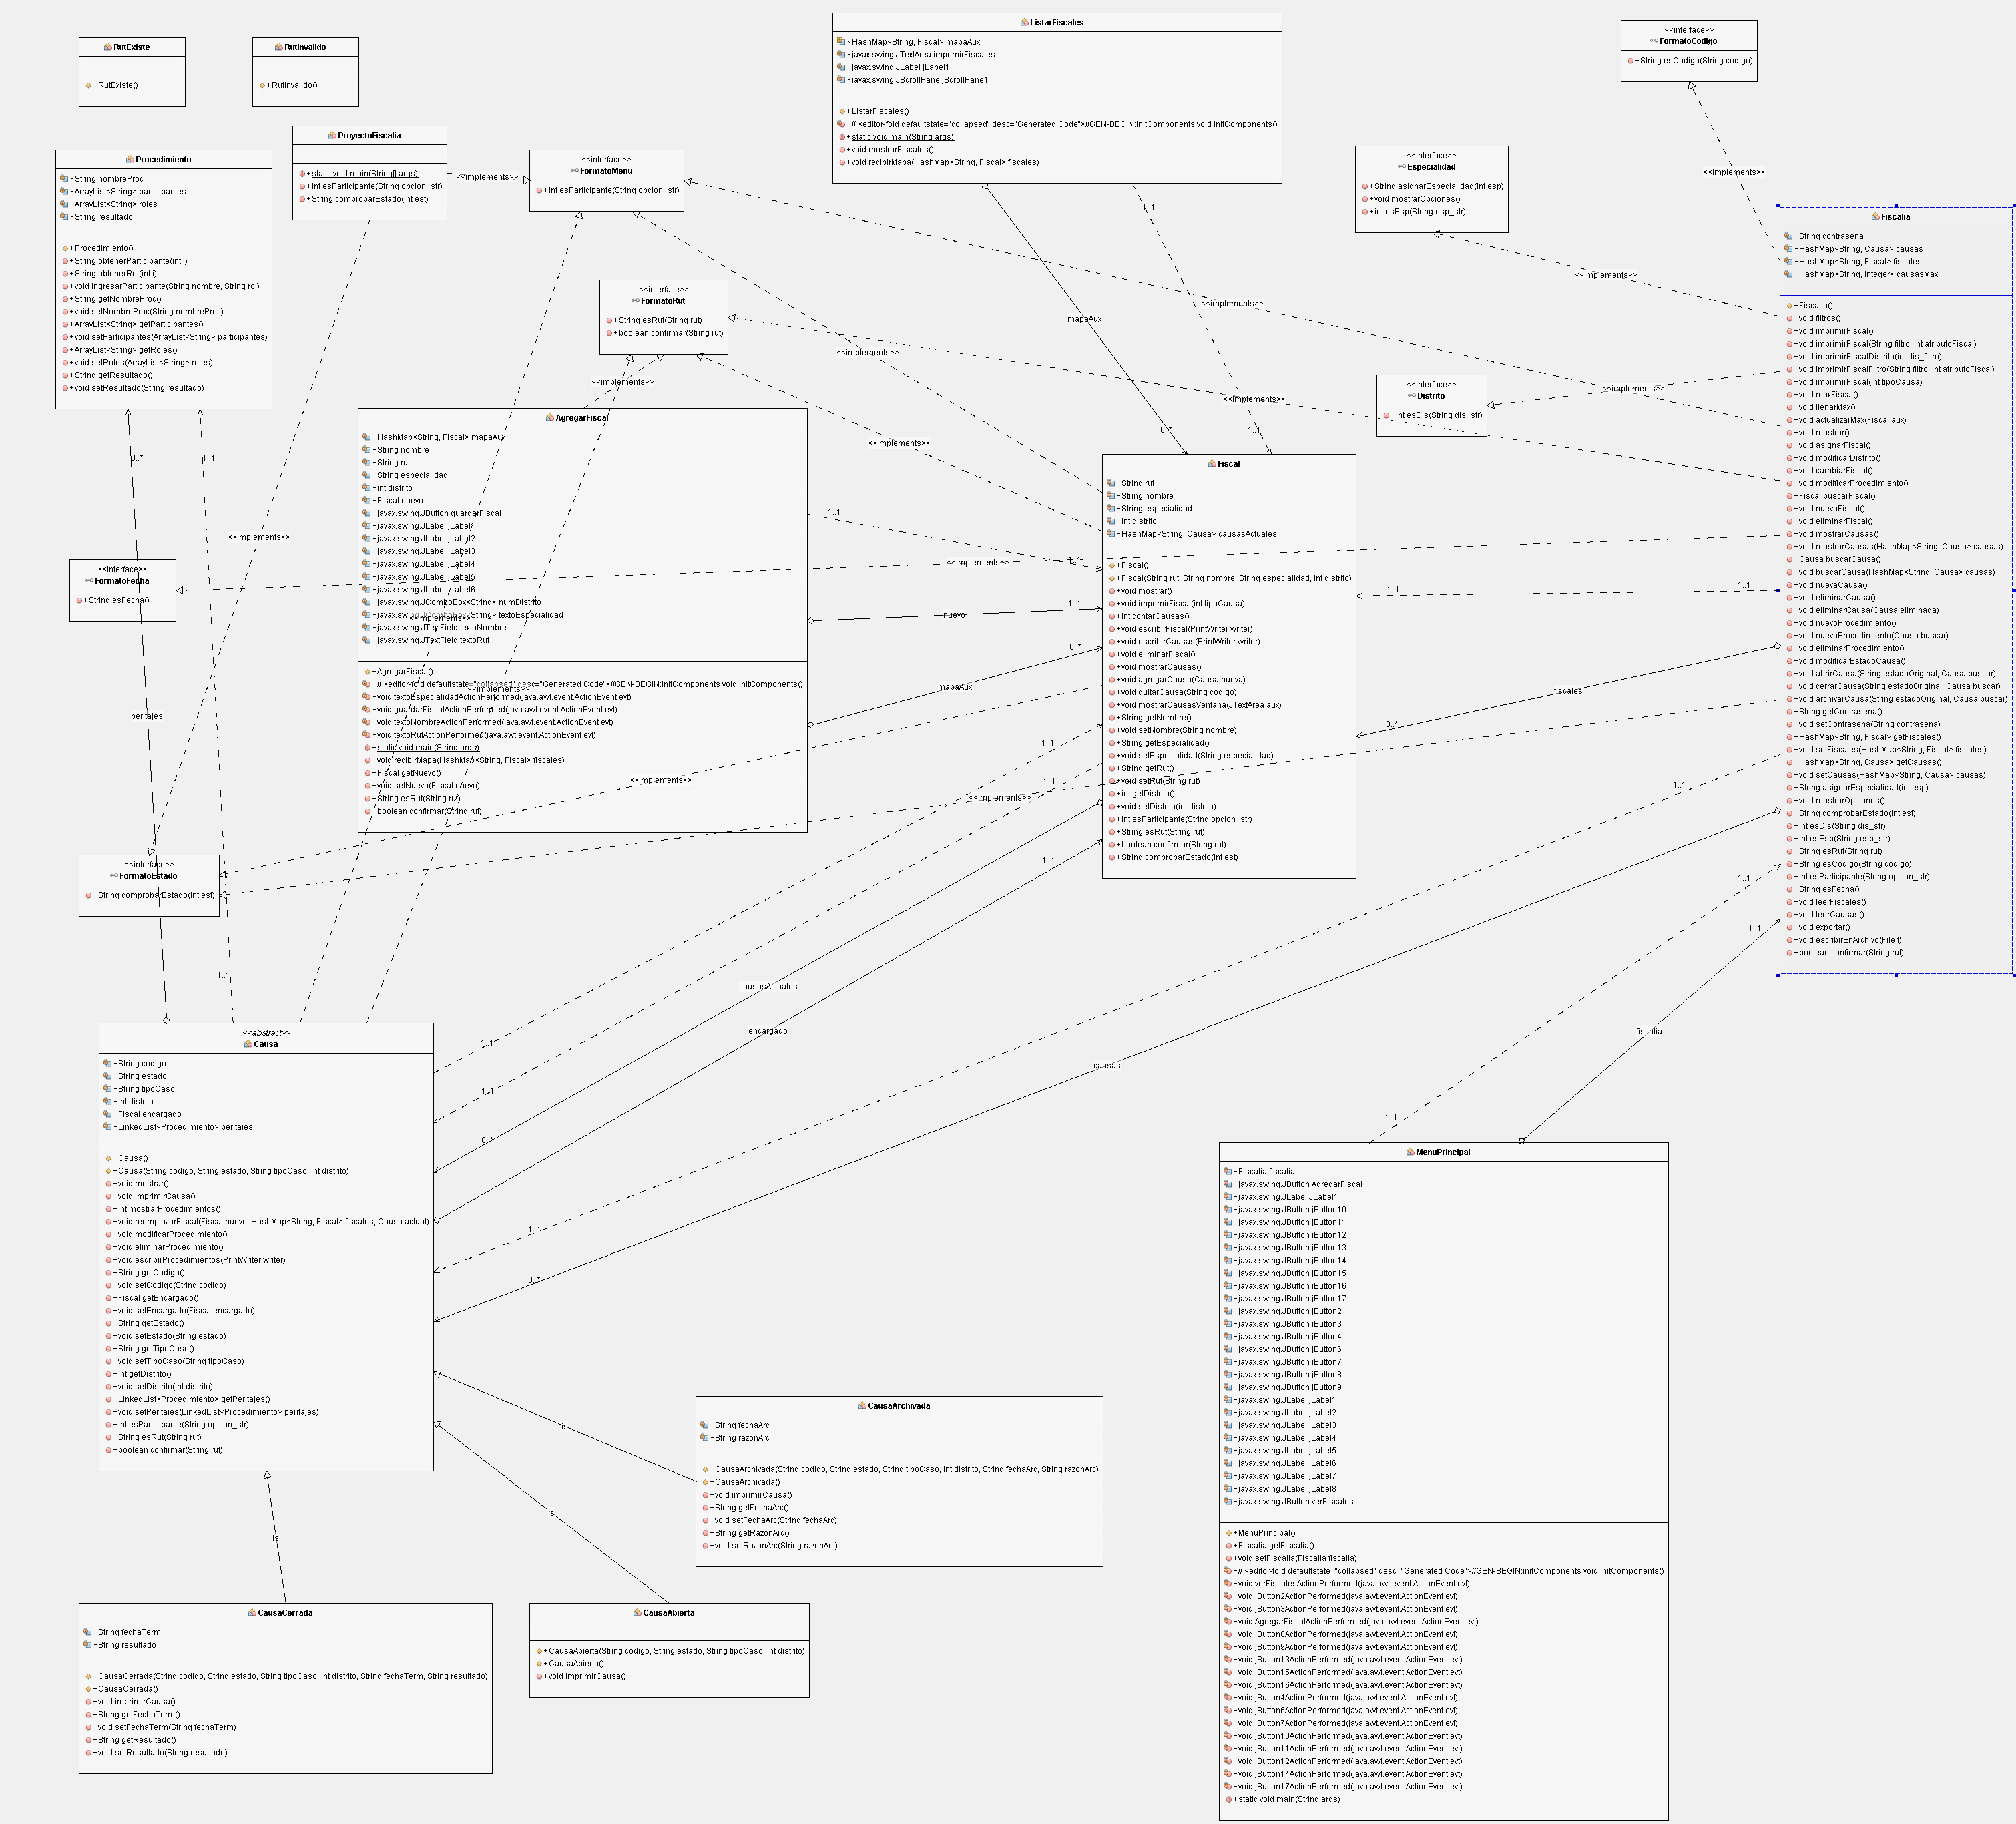 RutExiste
+RutExiste()
RutInvalido
+RutInvalido()
ProyectoFiscalia
+static void main(String[] args)
+int esParticipante(String opcion_str)
+String comprobarEstado(int est)
<<interface>>
FormatoMenu
+int esParticipante(String opcion_str)
ListarFiscales
-HashMap<String, Fiscal> mapaAux
-javax.swing.JTextArea imprimirFiscales
-javax.swing.JLabel jLabel1
-javax.swing.JScrollPane jScrollPane1
+ListarFiscales()
-// <editor-fold defaultstate="collapsed" desc="Generated Code">//GEN-BEGIN:initComponents void initComponents()
+static void main(String args)
+void mostrarFiscales()
+void recibirMapa(HashMap<String, Fiscal> fiscales)
<<interface>>
FormatoCodigo
+String esCodigo(String codigo)
<<interface>>
Especialidad
+String asignarEspecialidad(int esp)
+void mostrarOpciones()
+int esEsp(String esp_str)
Procedimiento
-String nombreProc
-ArrayList<String> participantes
-ArrayList<String> roles
-String resultado
+Procedimiento()
+String obtenerParticipante(int i)
+String obtenerRol(int i)
+void ingresarParticipante(String nombre, String rol)
+String getNombreProc()
+void setNombreProc(String nombreProc)
+ArrayList<String> getParticipantes()
+void setParticipantes(ArrayList<String> participantes)
+ArrayList<String> getRoles()
+void setRoles(ArrayList<String> roles)
+String getResultado()
+void setResultado(String resultado)
<<interface>>
FormatoRut
+String esRut(String rut)
+boolean confirmar(String rut)
<<interface>>
Distrito
+int esDis(String dis_str)
Fiscalia
-String contrasena
-HashMap<String, Causa> causas
-HashMap<String, Fiscal> fiscales
-HashMap<String, Integer> causasMax
+Fiscalia()
+void filtros()
+void imprimirFiscal()
+void imprimirFiscal(String filtro, int atributoFiscal)
+void imprimirFiscalDistrito(int dis_filtro)
+void imprimirFiscalFiltro(String filtro, int atributoFiscal)
+void imprimirFiscal(int tipoCausa)
+void maxFiscal()
+void llenarMax()
+void actualizarMax(Fiscal aux)
+void mostrar()
+void asignarFiscal()
+void modificarDistrito()
+void cambiarFiscal()
+void modificarProcedimiento()
+Fiscal buscarFiscal()
+void nuevoFiscal()
+void eliminarFiscal()
+void mostrarCausas()
+void mostrarCausas(HashMap<String, Causa> causas)
+Causa buscarCausa()
+void buscarCausa(HashMap<String, Causa> causas)
+void nuevaCausa()
+void eliminarCausa()
+void eliminarCausa(Causa eliminada)
+void nuevoProcedimiento()
+void nuevoProcedimiento(Causa buscar)
+void eliminarProcedimiento()
+void modificarEstadoCausa()
+void abrirCausa(String estadoOriginal, Causa buscar)
+void cerrarCausa(String estadoOriginal, Causa buscar)
+void archivarCausa(String estadoOriginal, Causa buscar)
+String getContrasena()
+void setContrasena(String contrasena)
+HashMap<String, Fiscal> getFiscales()
+void setFiscales(HashMap<String, Fiscal> fiscales)
+HashMap<String, Causa> getCausas()
+void setCausas(HashMap<String, Causa> causas)
+String asignarEspecialidad(int esp)
+void mostrarOpciones()
+String comprobarEstado(int est)
+int esDis(String dis_str)
+int esEsp(String esp_str)
+String esRut(String rut)
+String esCodigo(String codigo)
+int esParticipante(String opcion_str)
+String esFecha()
+void leerFiscales()
+void leerCausas()
+void exportar()
+void escribirEnArchivo(File f)
+boolean confirmar(String rut)
AgregarFiscal
-HashMap<String, Fiscal> mapaAux
-String nombre
-String rut
-String especialidad
-int distrito
-Fiscal nuevo
-javax.swing.JButton guardarFiscal
-javax.swing.JLabel jLabel1
-javax.swing.JLabel jLabel2
-javax.swing.JLabel jLabel3
-javax.swing.JLabel jLabel4
-javax.swing.JLabel jLabel5
-javax.swing.JLabel jLabel6
-javax.swing.JComboBox<String> numDistrito
-javax.swing.JComboBox<String> textoEspecialidad
-javax.swing.JTextField textoNombre
-javax.swing.JTextField textoRut
+AgregarFiscal()
-// <editor-fold defaultstate="collapsed" desc="Generated Code">//GEN-BEGIN:initComponents void initComponents()
-void textoEspecialidadActionPerformed(java.awt.event.ActionEvent evt)
-void guardarFiscalActionPerformed(java.awt.event.ActionEvent evt)
-void textoNombreActionPerformed(java.awt.event.ActionEvent evt)
-void textoRutActionPerformed(java.awt.event.ActionEvent evt)
+static void main(String args)
+void recibirMapa(HashMap<String, Fiscal> fiscales)
+Fiscal getNuevo()
+void setNuevo(Fiscal nuevo)
+String esRut(String rut)
+boolean confirmar(String rut)
Fiscal
-String rut
-String nombre
-String especialidad
-int distrito
-HashMap<String, Causa> causasActuales
+Fiscal()
+Fiscal(String rut, String nombre, String especialidad, int distrito)
+void mostrar()
+void imprimirFiscal(int tipoCausa)
+int contarCausas()
+void escribirFiscal(PrintWriter writer)
+void escribirCausas(PrintWriter writer)
+void eliminarFiscal()
+void mostrarCausas()
+void agregarCausa(Causa nueva)
+void quitarCausa(String codigo)
+void mostrarCausasVentana(JTextArea aux)
+String getNombre()
+void setNombre(String nombre)
+String getEspecialidad()
+void setEspecialidad(String especialidad)
+String getRut()
+void setRut(String rut)
+int getDistrito()
+void setDistrito(int distrito)
+int esParticipante(String opcion_str)
+String esRut(String rut)
+boolean confirmar(String rut)
+String comprobarEstado(int est)
<<interface>>
FormatoFecha
+String esFecha()
<<interface>>
FormatoEstado
+String comprobarEstado(int est)
<<abstract>>
Causa
-String codigo
-String estado
-String tipoCaso
-int distrito
-Fiscal encargado
-LinkedList<Procedimiento> peritajes
+Causa()
+Causa(String codigo, String estado, String tipoCaso, int distrito)
+void mostrar()
+void imprimirCausa()
+int mostrarProcedimientos()
+void reemplazarFiscal(Fiscal nuevo, HashMap<String, Fiscal> fiscales, Causa actual)
+void modificarProcedimiento()
+void eliminarProcedimiento()
+void escribirProcedimientos(PrintWriter writer)
+String getCodigo()
+void setCodigo(String codigo)
+Fiscal getEncargado()
+void setEncargado(Fiscal encargado)
+String getEstado()
+void setEstado(String estado)
+String getTipoCaso()
+void setTipoCaso(String tipoCaso)
+int getDistrito()
+void setDistrito(int distrito)
+LinkedList<Procedimiento> getPeritajes()
+void setPeritajes(LinkedList<Procedimiento> peritajes)
+int esParticipante(String opcion_str)
+String esRut(String rut)
+boolean confirmar(String rut)
CausaArchivada
-String fechaArc
-String razonArc
+CausaArchivada(String codigo, String estado, String tipoCaso, int distrito, String fechaArc, String razonArc)
+CausaArchivada()
+void imprimirCausa()
+String getFechaArc()
+void setFechaArc(String fechaArc)
+String getRazonArc()
+void setRazonArc(String razonArc)
CausaCerrada
-String fechaTerm
-String resultado
+CausaCerrada(String codigo, String estado, String tipoCaso, int distrito, String fechaTerm, String resultado)
+CausaCerrada()
+void imprimirCausa()
+String getFechaTerm()
+void setFechaTerm(String fechaTerm)
+String getResultado()
+void setResultado(String resultado)
CausaAbierta
+CausaAbierta(String codigo, String estado, String tipoCaso, int distrito)
+CausaAbierta()
+void imprimirCausa()
MenuPrincipal
-Fiscalia fiscalia
-javax.swing.JButton AgregarFiscal
-javax.swing.JLabel JLabel1
-javax.swing.JButton jButton10
-javax.swing.JButton jButton11
-javax.swing.JButton jButton12
-javax.swing.JButton jButton13
-javax.swing.JButton jButton14
-javax.swing.JButton jButton15
-javax.swing.JButton jButton16
-javax.swing.JButton jButton17
-javax.swing.JButton jButton2
-javax.swing.JButton jButton3
-javax.swing.JButton jButton4
-javax.swing.JButton jButton6
-javax.swing.JButton jButton7
-javax.swing.JButton jButton8
-javax.swing.JButton jButton9
-javax.swing.JLabel jLabel1
-javax.swing.JLabel jLabel2
-javax.swing.JLabel jLabel3
-javax.swing.JLabel jLabel4
-javax.swing.JLabel jLabel5
-javax.swing.JLabel jLabel6
-javax.swing.JLabel jLabel7
-javax.swing.JLabel jLabel8
-javax.swing.JButton verFiscales
+MenuPrincipal()
+Fiscalia getFiscalia()
+void setFiscalia(Fiscalia fiscalia)
-// <editor-fold defaultstate="collapsed" desc="Generated Code">//GEN-BEGIN:initComponents void initComponents()
-void verFiscalesActionPerformed(java.awt.event.ActionEvent evt)
-void jButton2ActionPerformed(java.awt.event.ActionEvent evt)
-void jButton3ActionPerformed(java.awt.event.ActionEvent evt)
-void AgregarFiscalActionPerformed(java.awt.event.ActionEvent evt)
-void jButton8ActionPerformed(java.awt.event.ActionEvent evt)
-void jButton9ActionPerformed(java.awt.event.ActionEvent evt)
-void jButton13ActionPerformed(java.awt.event.ActionEvent evt)
-void jButton15ActionPerformed(java.awt.event.ActionEvent evt)
-void jButton16ActionPerformed(java.awt.event.ActionEvent evt)
-void jButton4ActionPerformed(java.awt.event.ActionEvent evt)
-void jButton6ActionPerformed(java.awt.event.ActionEvent evt)
-void jButton7ActionPerformed(java.awt.event.ActionEvent evt)
-void jButton10ActionPerformed(java.awt.event.ActionEvent evt)
-void jButton11ActionPerformed(java.awt.event.ActionEvent evt)
-void jButton12ActionPerformed(java.awt.event.ActionEvent evt)
-void jButton14ActionPerformed(java.awt.event.ActionEvent evt)
-void jButton17ActionPerformed(java.awt.event.ActionEvent evt)
+static void main(String args)
<<implements>>
<<implements>>
1..1
<<implements>>
<<implements>>
mapaAux
<<implements>>
<<implements>>
<<implements>>
<<implements>>
0..*
1..1
<<implements>>
0..*
1..1
1..1
<<implements>>
<<implements>>
1..1
1..1
1..1
nuevo
1..1
<<implements>>
0..*
mapaAux
<<implements>>
fiscales
peritajes
0..*
1..1
<<implements>>
1..1
<<implements>>
1..1
1..1
1..1
1..1
1..1
causasActuales
encargado
fiscalia
1..1
causas
1..1
1..1
0..*
1..1
0..*
is
is
is